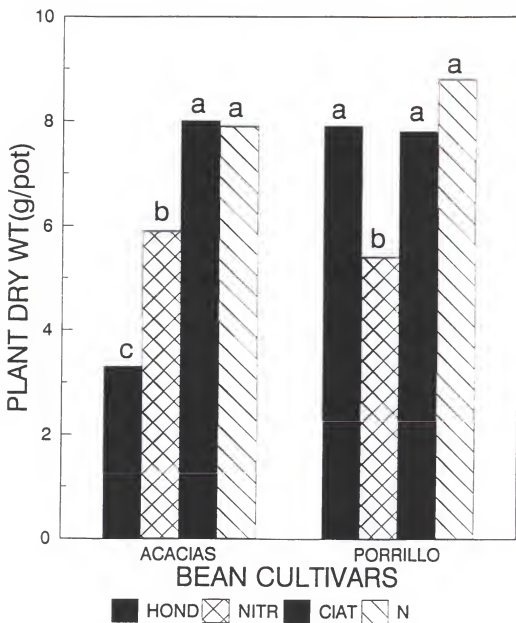 10
8
6
4
2
0
PLANT DRY WT(g/pot)
c
b
a
a
a
b
a
a
ACACIAS
PORRILLO
BEAN CULTIVARS
HOND NITR CIAT N